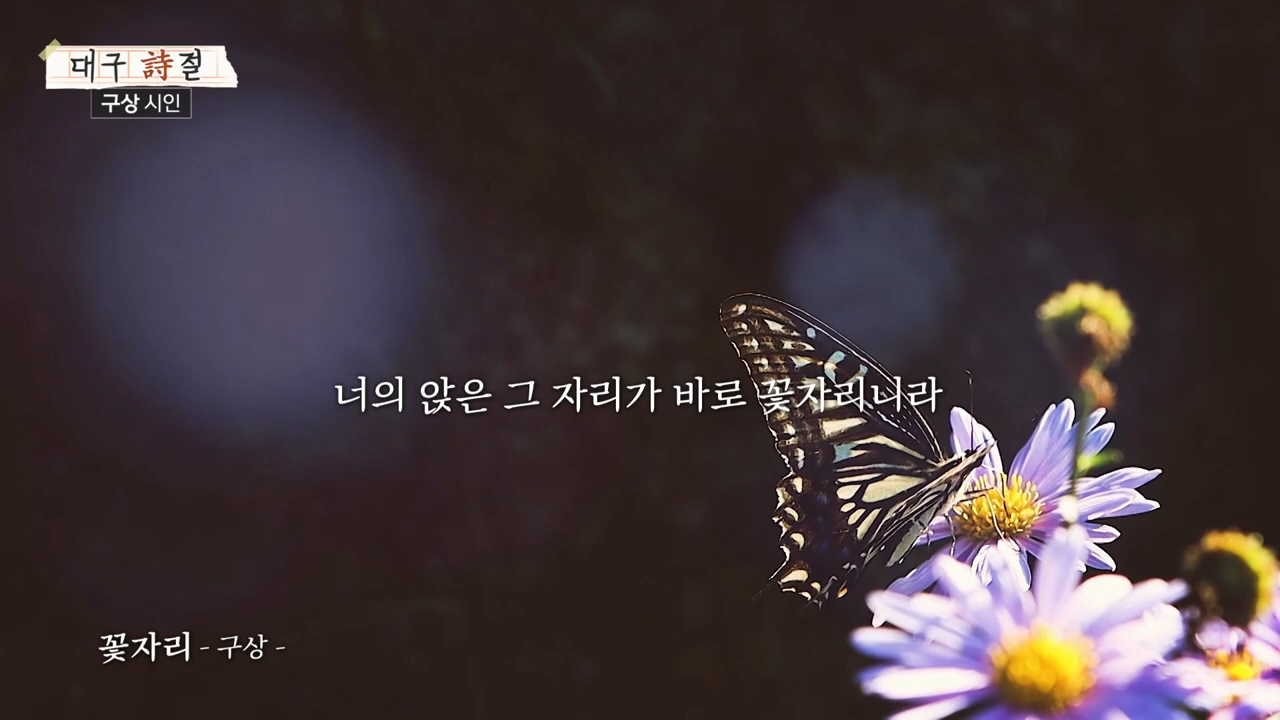 대구 詩절
구상 시인
너의 앉은 그 자리가 바로 꽃자리니라
꽃자리 - 구상 -